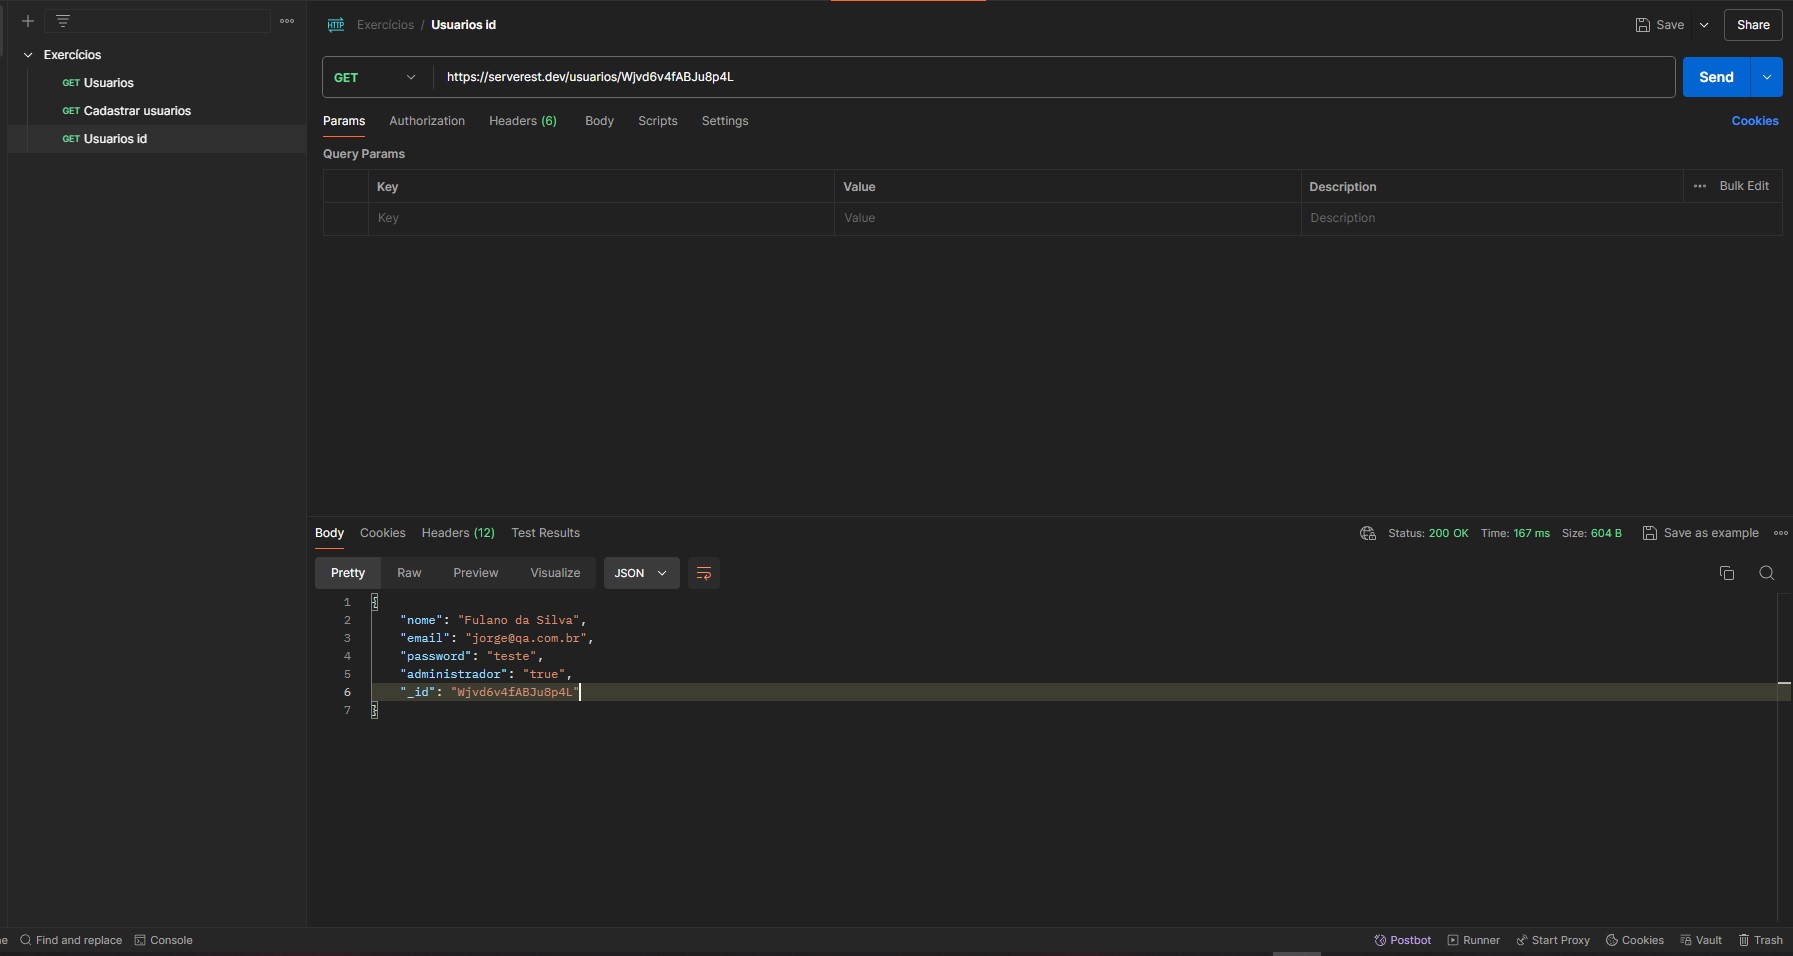 Exercícios / Usuarios id
Save
Share
Exercícios
GET Usuarios
GET Cadastrar usuarios
GET Usuarios id
GET
https://serverest.dev/usuarios/Wjvd6v4fABJu8p4L
Send
Params Authorization Headers (6) Body Scripts Settings
Cookies
Query Params
Key Value Description Bulk Edit
Key Value Description
Body Cookies Headers (12) Test Results
Status: 200 OK Time: 167 ms Size: 604 B Save as example
Pretty Raw Preview Visualize JSON
1 {
2 "nome": "Fulano da Silva",
3 "email": "jorge@qa.com.br",
4 "password": "teste",
5 "administrador": "true",
6 "_id": "Wjvd6v4fABJu8p4L"
7 }
Find and replace Console
Postbot Runner Start Proxy Cookies Vault Trash